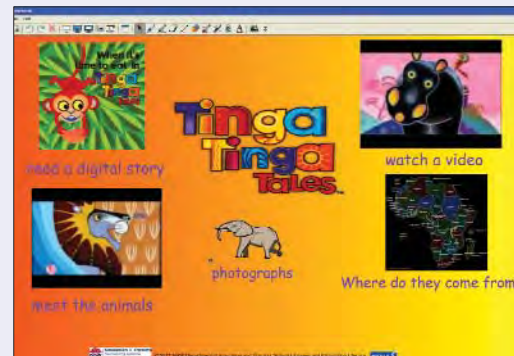 When it's
time to eat in
Tinga
Tinga
Tales
Tinga
Tinga
Tales
read a digital story
watch a video
meet the animals
photographs
Where do they come from